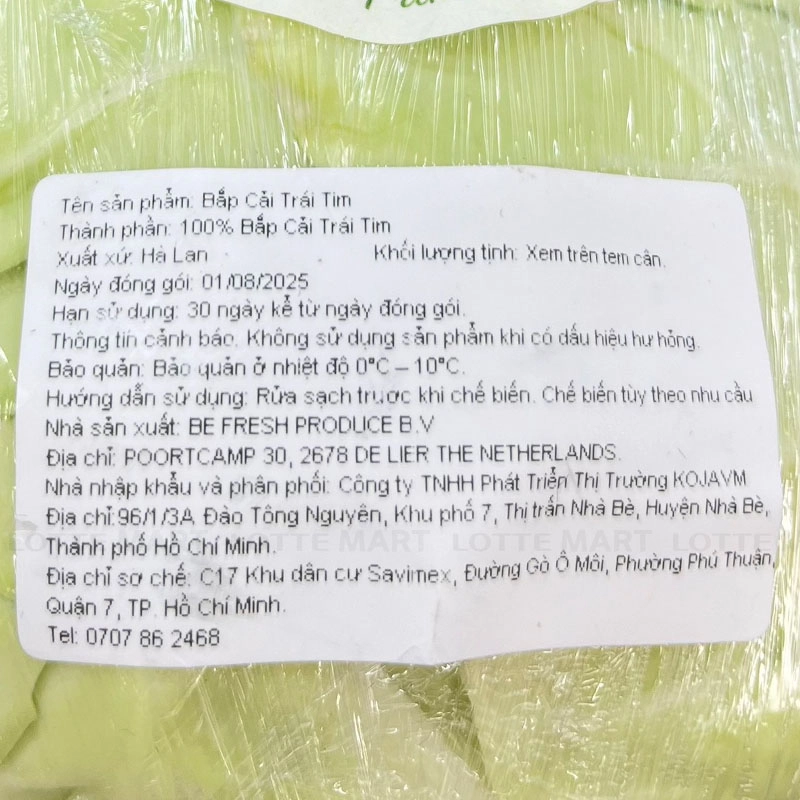 Tên sản phẩm: Bắp Cải Trái Tim
Thành phần: 100% Bắp Cải Trái Tim
Xuất xứ: Hà Lan Khối lượng tịnh: Xem trên tem cân.
Ngày đóng gói: 01/08/2025
Hạn sử dụng: 30 ngày kể từ ngày đóng gói.
Thông tin cảnh báo. Không sử dụng sản phẩm khi có dấu hiệu hư hỏng.
Bảo quản: Bảo quản ở nhiệt độ 0°C – 10°C.
Hướng dẫn sử dụng: Rửa sạch trước khi chế biến. Chế biến tùy theo nhu cầu
Nhà sản xuất: BE FRESH PRODUCE B.V
Địa chỉ: POORTCAMP 30, 2678 DE LIER THE NETHERLANDS.
Nhà nhập khẩu và phân phối: Công ty TNHH Phát Triển Thị Trường KOJAVM
Địa chỉ: 96/1/3A Đào Tông Nguyên, Khu phố 7, Thị trấn Nhà Bè, Huyện Nhà Bè,
Thành phố Hồ Chí Minh.
LOTTE MART LOTTE MART LOTTE MART LOTTE
Địa chỉ sơ chế: C17 Khu dân cư Savimex, Đường Gò Ô Môi, Phường Phú Thuận,
Quận 7, TP. Hồ Chí Minh.
Tel: 0707 86 2468